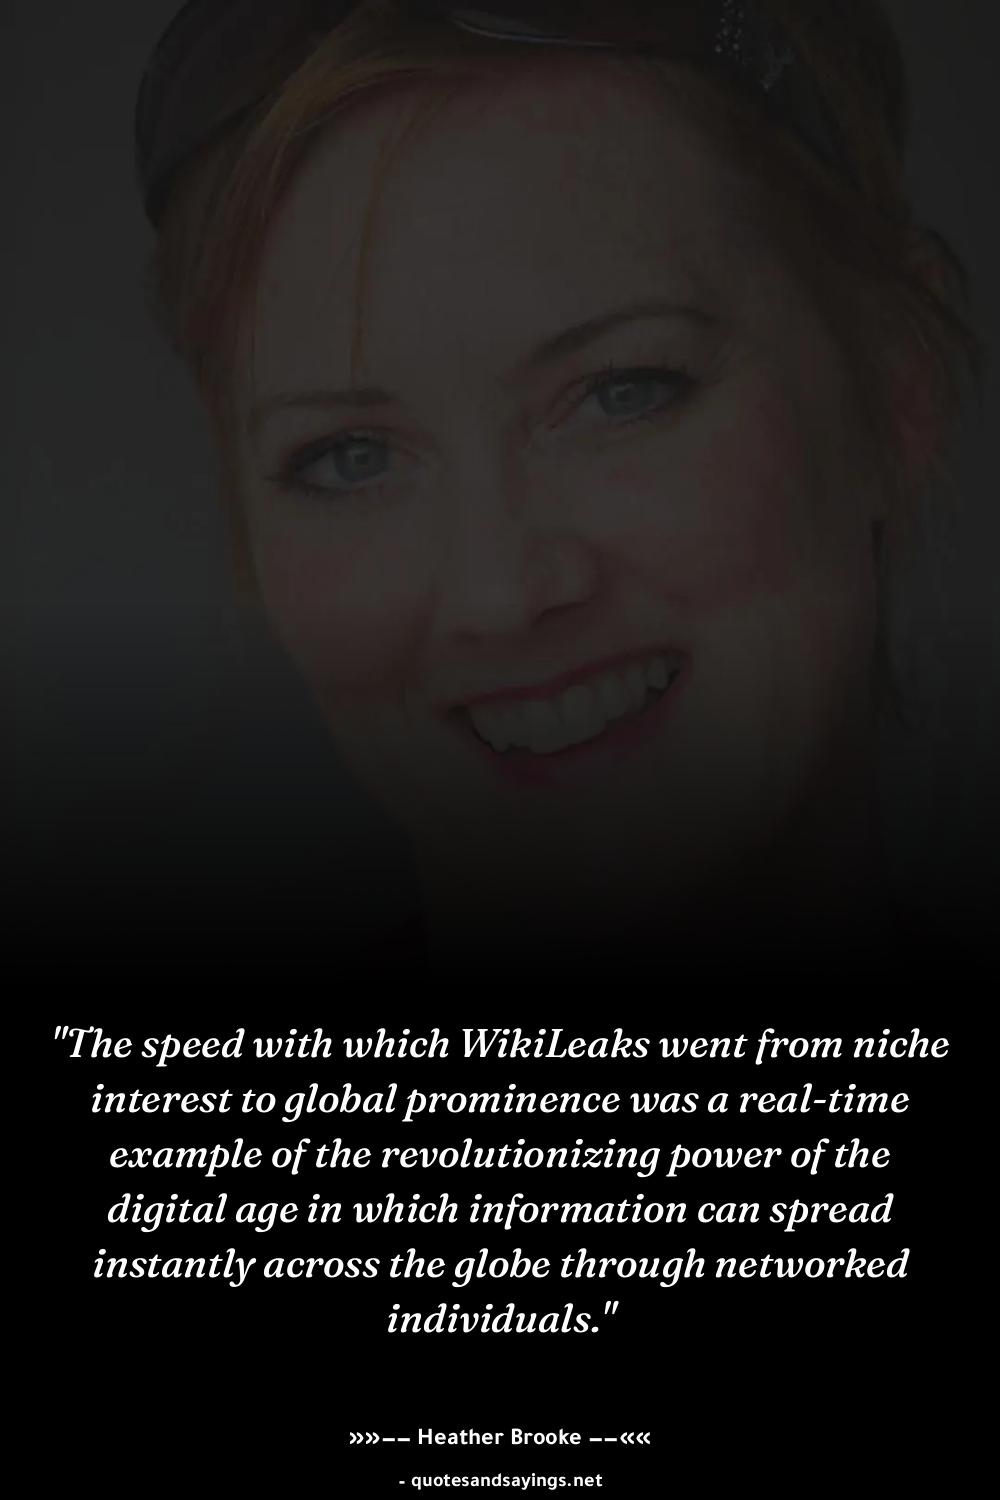 "The speed with which WikiLeaks went from niche
interest to global prominence was a real-time
example of the revolutionizing power of the
digital age in which information can spread
instantly across the globe through networked
individuals."
»»−− Heather Brooke −−««
- quotesandsayings.net